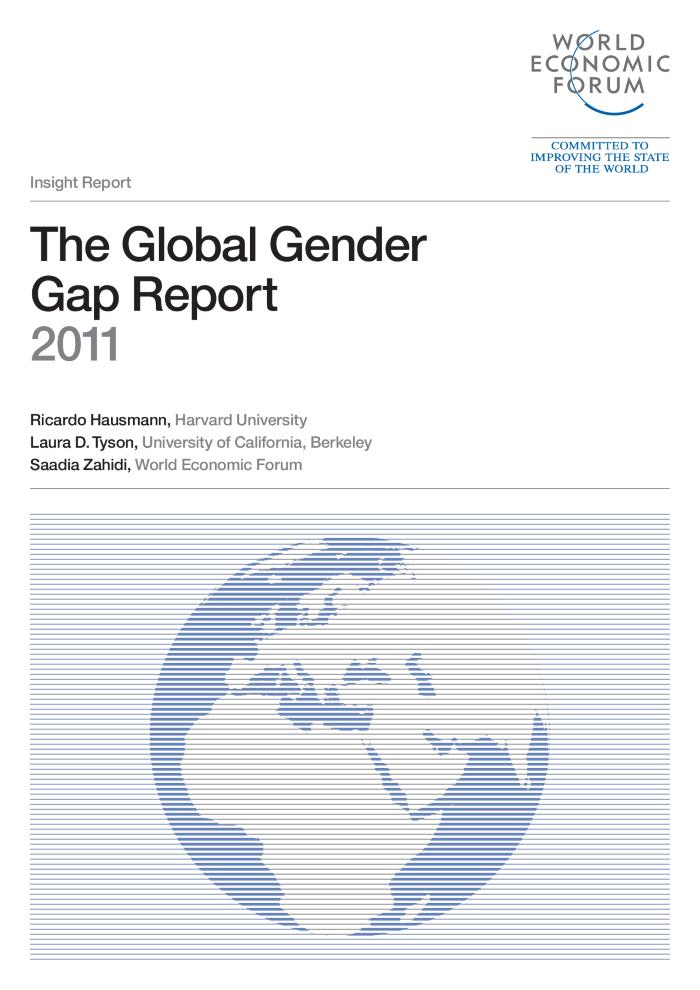 WORLD
ECONOMIC
FORUM
COMMITTED TO
IMPROVING THE STATE
OF THE WORLD
Insight Report
The Global Gender
Gap Report
2011
Ricardo Hausmann, Harvard University
Laura D. Tyson, University of California, Berkeley
Saadia Zahidi, World Economic Forum